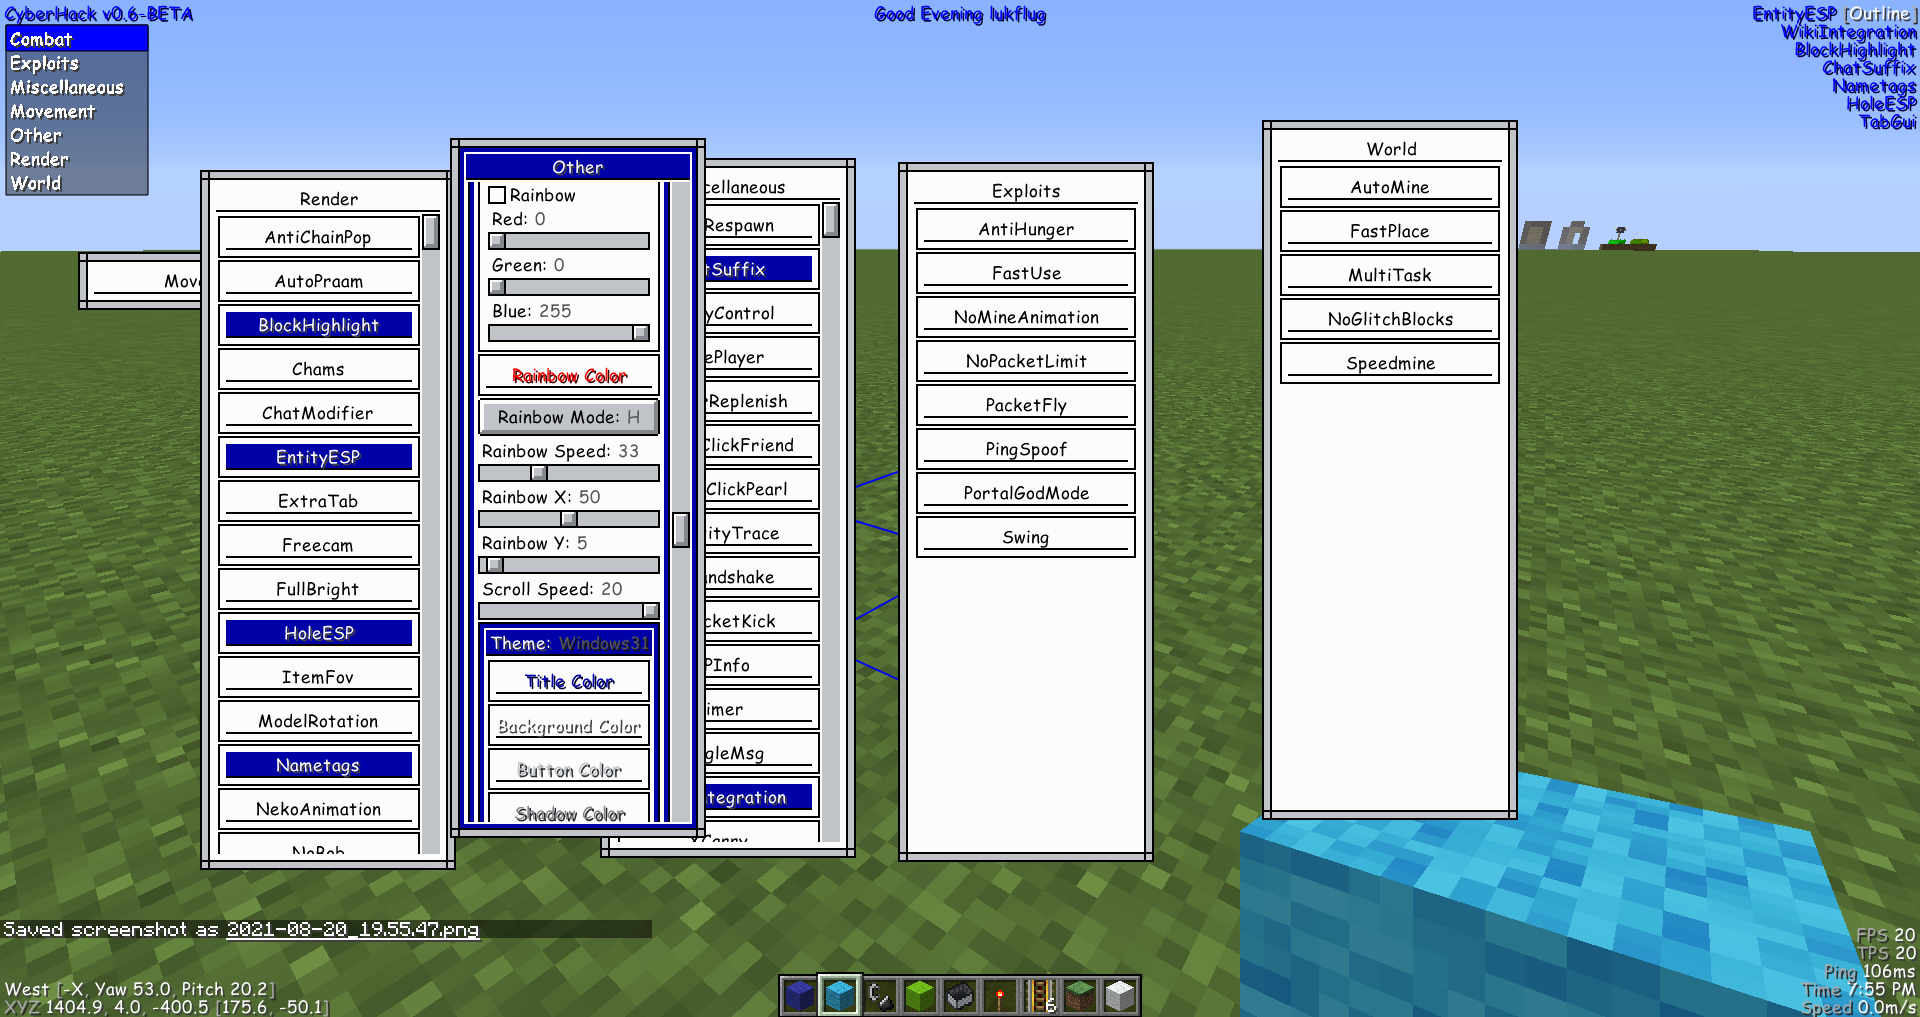 CyberHack v0.6-BETA
Good Evening lukflug
EntityESP [Outline]
WikiIntegration
BlockHighlight
ChatSuffix
Nametags
HoleESP
TabGui
Combat
Exploits
Miscellaneous
Movement
Other
Render
World
Move
Render
AntiChainPop
AutoPraam
BlockHighlight
Chams
ChatModifier
EntityESP
ExtraTab
Freecam
FullBright
HoleESP
ItemFov
ModelRotation
Nametags
NekoAnimation
NoBob
Other
Rainbow
Red: 0
Green: 0
Blue: 255
Rainbow Color
Rainbow Mode: H
Rainbow Speed: 33
Rainbow X: 50
Rainbow Y: 5
Scroll Speed: 20
Theme: Windows31
Title Color
Background Color
Button Color
Shadow Color
cellaneous
Respawn
tSuffix
yControl
ePlayer
Replenish
ClickFriend
ClickPearl
ityTrace
ndshake
cketKick
PInfo
imer
gleMsg
tegration
XCarry
Exploits
AntiHunger
FastUse
NoMineAnimation
NoPacketLimit
PacketFly
PingSpoof
PortalGodMode
Swing
World
AutoMine
FastPlace
MultiTask
NoGlitchBlocks
Speedmine
Saved screenshot as 2021-08-20_19.55.47.png
West [-X, Yaw 53.0, Pitch 20.2]
XYZ 1404.9, 4.0, -400.5 [175.6, -50.1]
6
FPS 20
TPS 20
Ping 106ms
Time 7:55 PM
Speed 0.0m/s